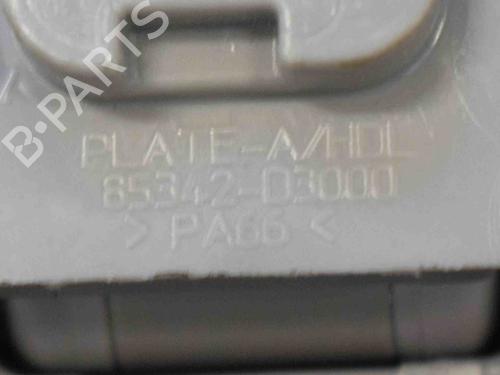 B-PARTS
PLATE-A/HDL
85342-D3000
> PA66 <